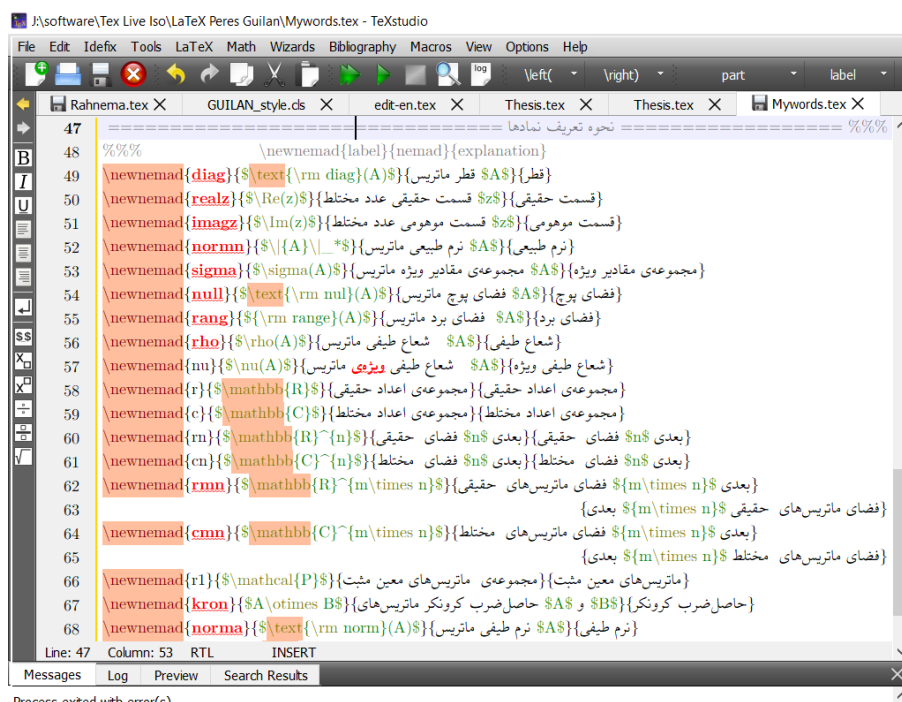 J:\software\Tex Live Iso\LaTeX Peres Guilan\Mywords.tex - TeXstudio
File Edit Idefix Tools LaTeX Math Wizards Bibliography Macros View Options Help
log \left( \right) part label
Rahnema.tex X GUILAN_style.cls X edit-en.tex X Thesis.tex X Thesis.tex X Mywords.tex X
47 %%% =================== نحوه تعریف نمادها ===============================
48 %%% \newnemad{label}{nemad}{explanation}
49 \newnemad{diag}{$\text{\rm diag}(A)$}{قطر ماتریس $A$}{قطر}
50 \newnemad{realz}{$\Re(z)$}{قسمت حقیقی عدد مختلط $z$}{قسمت حقیقی}
51 \newnemad{imagz}{$\Im(z)$}{قسمت موهومی عدد مختلط $z$}{قسمت موهومی}
52 \newnemad{normn}{$\|{A}\|_*$}{نرم طبیعی ماتریس $A$}{نرم طبیعی}
53 \newnemad{sigma}{$\sigma(A)$}{مجموعه‌ی مقادیر ویژه ماتریس $A$}{مجموعه‌ی مقادیر ویژه}
54 \newnemad{null}{$\text{\rm nul}(A)$}{فضای پوچ ماتریس $A$}{فضای پوچ}
55 \newnemad{rang}{${\rm range}(A)$}{فضای برد ماتریس $A$}{فضای برد}
56 \newnemad{rho}{$\rho(A)$}{شعاع طیفی ماتریس $A$}{شعاع طیفی}
57 \newnemad{nu}{$\nu(A)$}{شعاع طیفی ویژه‌ی ماتریس $A$}{شعاع طیفی ویژه}
58 \newnemad{r}{$\mathbb{R}$}{مجموعه‌ی اعداد حقیقی}{مجموعه‌ی اعداد حقیقی}
59 \newnemad{c}{$\mathbb{C}$}{مجموعه‌ی اعداد مختلط}{مجموعه‌ی اعداد مختلط}
60 \newnemad{rn}{$\mathbb{R}^{n}$}{فضای حقیقی $n$ بعدی}{فضای حقیقی $n$ بعدی}
61 \newnemad{cn}{$\mathbb{C}^{n}$}{فضای مختلط $n$ بعدی}{فضای مختلط $n$ بعدی}
62 \newnemad{rmn}{$\mathbb{R}^{m\times n}$}{فضای ماتریس‌های حقیقی ${m\times n}$ بعدی}
63 {فضای ماتریس‌های حقیقی ${m\times n}$ بعدی}
64 \newnemad{cmn}{$\mathbb{C}^{m\times n}$}{فضای ماتریس‌های مختلط ${m\times n}$ بعدی}
65 {فضای ماتریس‌های مختلط ${m\times n}$ بعدی}
66 \newnemad{r1}{$\mathcal{P}$}{مجموعه‌ی ماتریس‌های معین مثبت}{ماتریس‌های معین مثبت}
67 \newnemad{kron}{$A\otimes B$}{حاصل‌ضرب کرونکر ماتریس‌های $A$ و $B$}{حاصل‌ضرب کرونکر}
68 \newnemad{norma}{$\text{\rm norm}(A)$}{نرم طیفی ماتریس $A$}{نرم طیفی}
Line: 47 Column: 53 RTL INSERT
Messages Log Preview Search Results
Process exited with error(s)